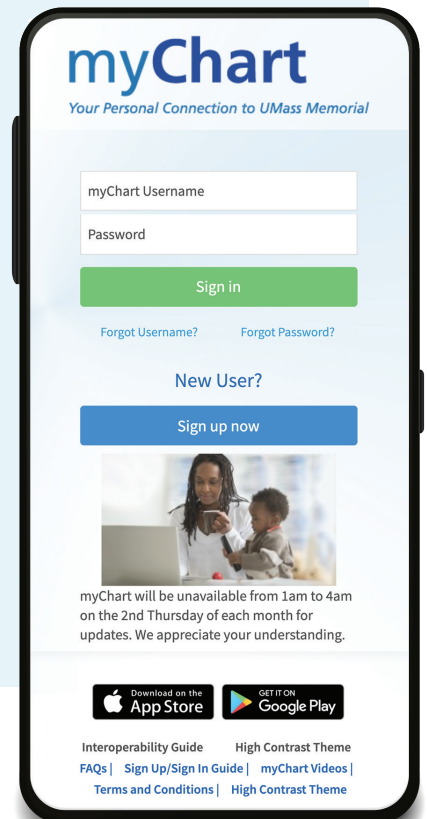 myChart
Your Personal Connection to UMass Memorial
myChart Username
Password
Sign in
Forgot Username? Forgot Password?
New User?
Sign up now
myChart will be unavailable from 1am to 4am
on the 2nd Thursday of each month for
updates. We appreciate your understanding.
Download on the
App Store
GET IT ON
Google Play
Interoperability Guide High Contrast Theme
FAQs | Sign Up/Sign In Guide | myChart Videos |
Terms and Conditions | High Contrast Theme